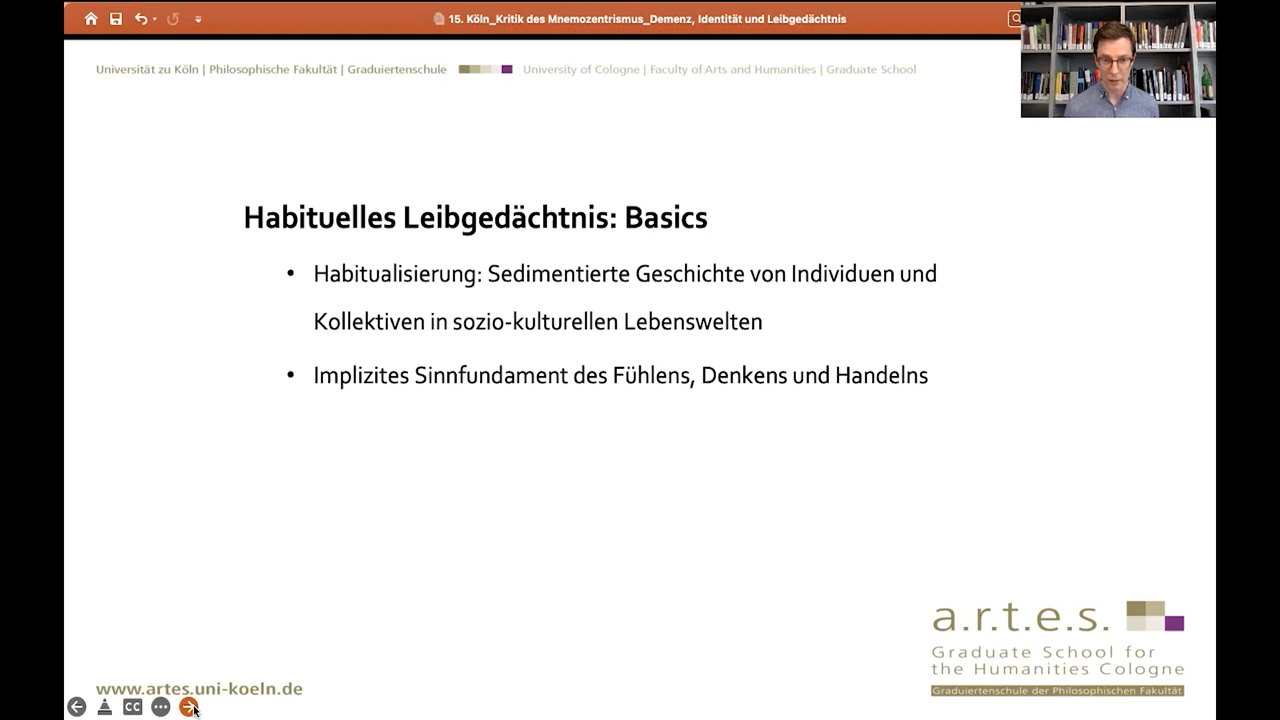 15. Köln_Kritik des Mnemozentrismus_Demenz, Identität und Leibgedächtnis
Universität zu Köln | Philosophische Fakultät | Graduiertenschule University of Cologne | Faculty of Arts and Humanities | Graduate School
Habituelles Leibgedächtnis: Basics
• Habitualisierung: Sedimentierte Geschichte von Individuen und
Kollektiven in sozio-kulturellen Lebenswelten
• Implizites Sinnfundament des Fühlens, Denkens und Handelns
a.r.t.e.s.
Graduate School for
the Humanities Cologne
Graduiertenschule der Philosophischen Fakultät
www.artes.uni-koeln.de
CC